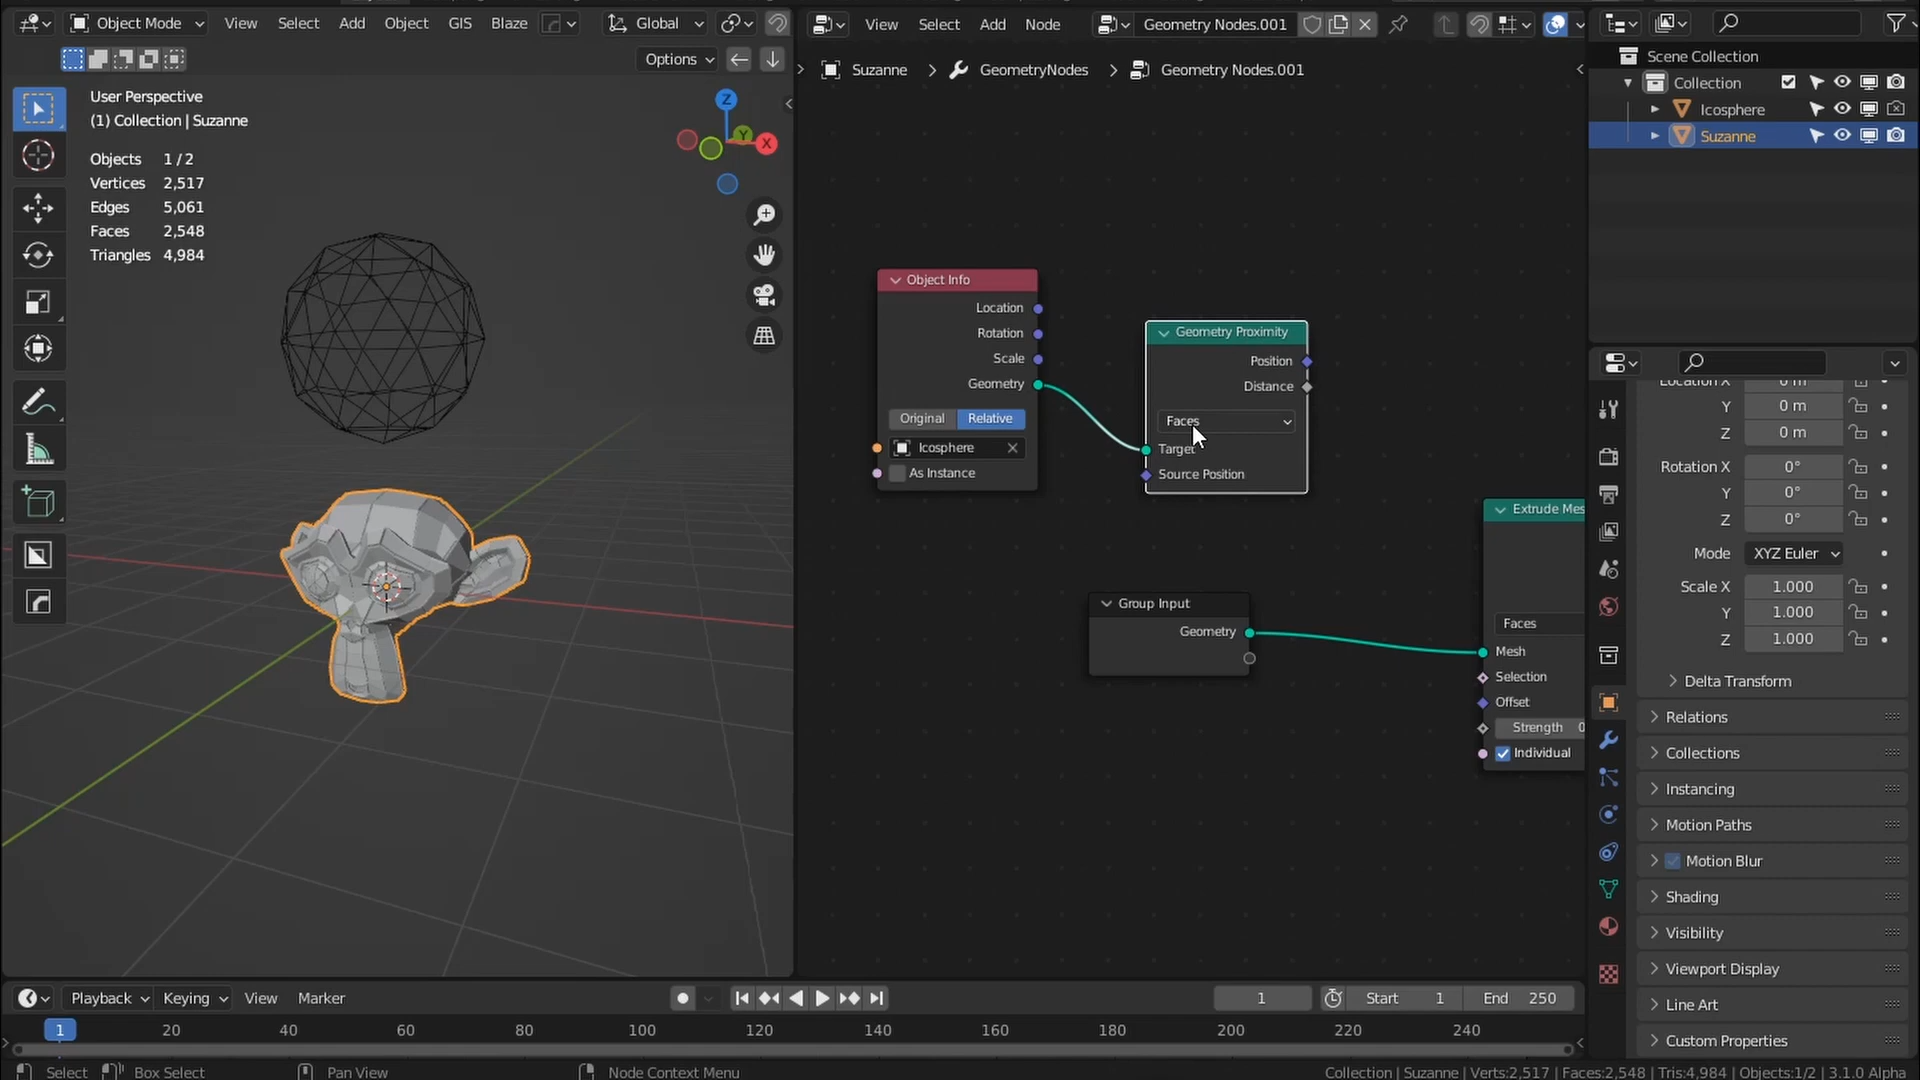 Object Mode View Select Add Object GIS Blaze Global
Options
User Perspective
(1) Collection | Suzanne
Objects 1 / 2
Vertices 2,517
Edges 5,061
Faces 2,548
Triangles 4,984
Z
Y
X
View Select Add Node Geometry Nodes.001
Suzanne GeometryNodes Geometry Nodes.001
Object Info
Location
Rotation
Scale
Geometry
Original Relative
Icosphere
As Instance
Geometry Proximity
Position
Distance
Faces
Target
Source Position
Group Input
Geometry
Extrude Mes
Faces
Mesh
Selection
Offset
Strength 0
Individual
Scene Collection
Collection
Icosphere
Suzanne
Location X 0 m
Y 0 m
Z 0 m
Rotation X 0°
Y 0°
Z 0°
Mode XYZ Euler
Scale X 1.000
Y 1.000
Z 1.000
Delta Transform
Relations
Collections
Instancing
Motion Paths
Motion Blur
Shading
Visibility
Viewport Display
Line Art
Custom Properties
Playback Keying View Marker
1 Start 1 End 250
1 20 40 60 80 100 120 140 160 180 200 220 240
Select Box Select Pan View Node Context Menu
Collection | Suzanne | Verts:2,517 | Faces:2,548 | Tris:4,984 | Objects:1/2 | 3.1.0 Alpha